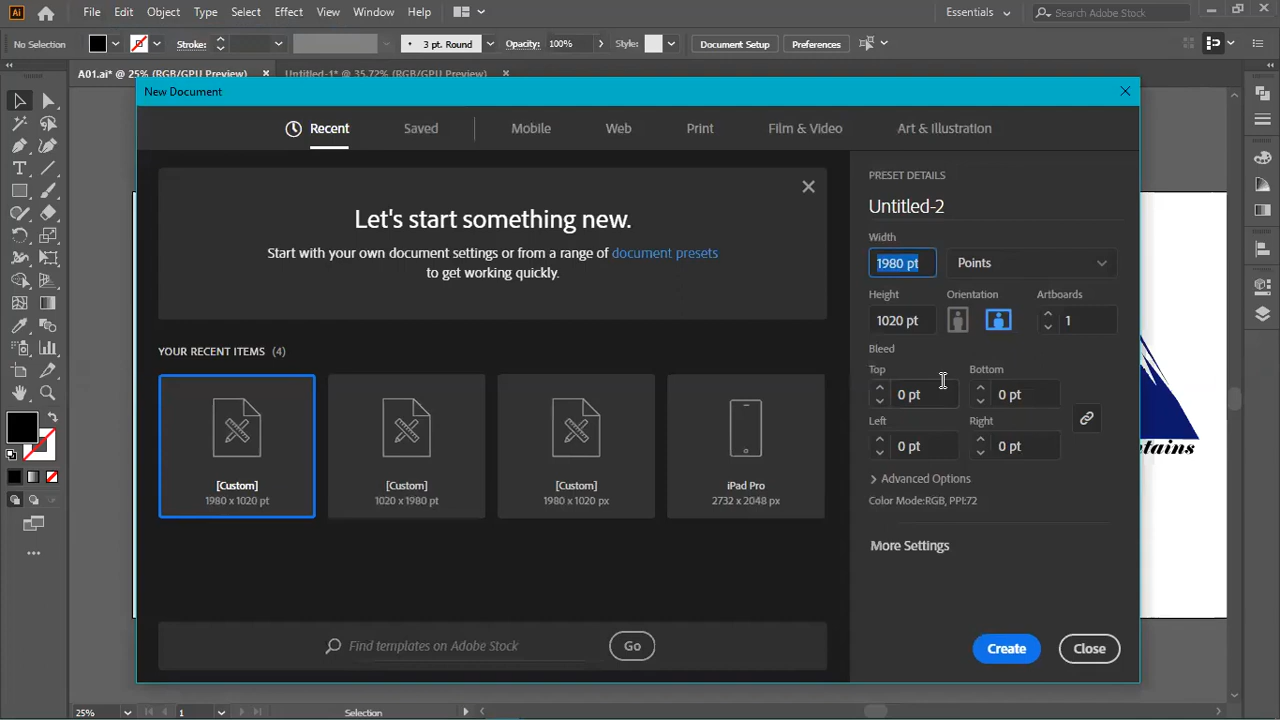 Ai File Edit Object Type Select Effect View Window Help Essentials Search Adobe Stock
No Selection Stroke: 3 pt. Round Opacity: 100% Style: Document Setup Preferences
A01.ai* @ 25% (RGB/GPU Preview) Untitled-1* @ 35.72% (RGB/GPU Preview)
New Document
Recent Saved Mobile Web Print Film & Video Art & Illustration
Let's start something new.
Start with your own document settings or from a range of document presets
to get working quickly.
YOUR RECENT ITEMS (4)
[Custom]
1980 x 1020 pt
[Custom]
1020 x 1980 pt
[Custom]
1980 x 1020 px
iPad Pro
2732 x 2048 px
Find templates on Adobe Stock Go
PRESET DETAILS
Untitled-2
Width
1980 pt Points
Height Orientation Artboards
1020 pt 1
Bleed
Top Bottom
0 pt 0 pt
Left Right
0 pt 0 pt
Advanced Options
Color Mode:RGB, PPI:72
More Settings
Create Close
tains
25% 1 Selection